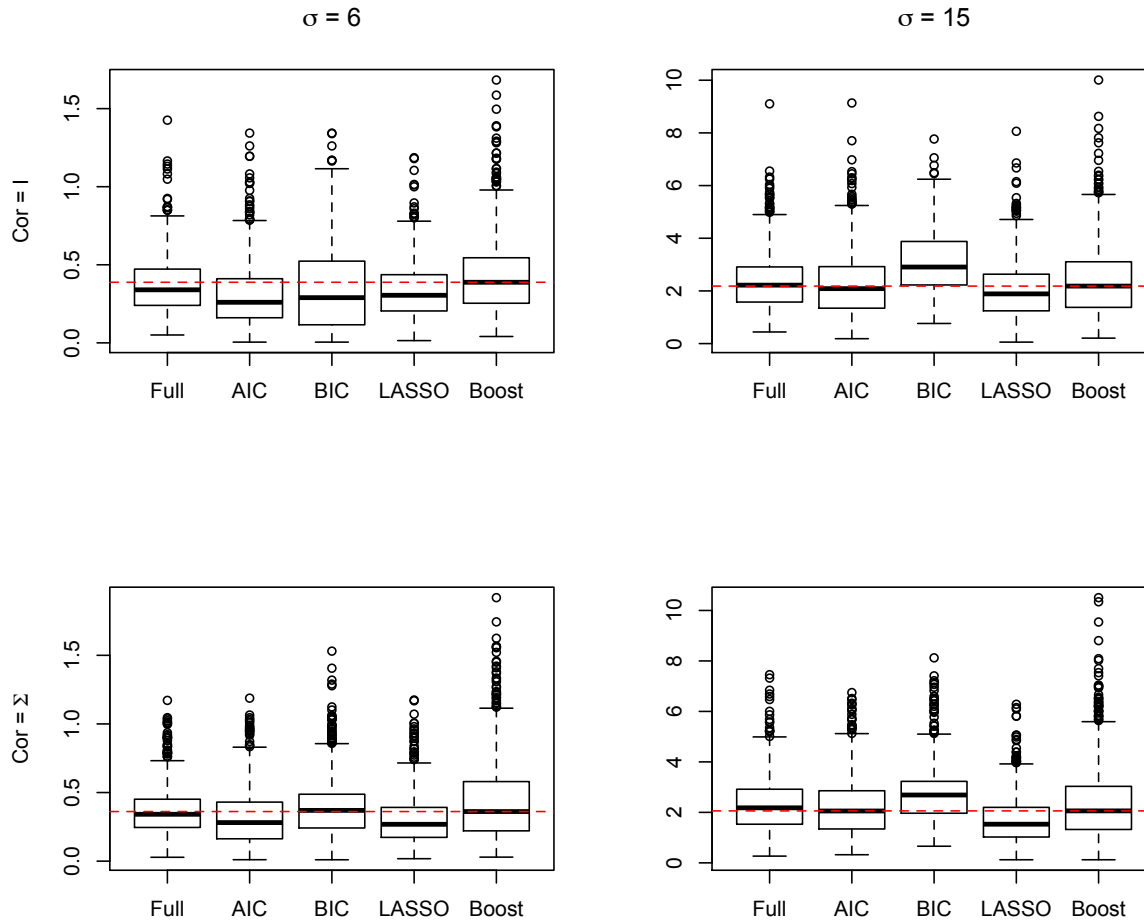 σ = 6
σ = 15
Cor = I
1.5
1.0
0.5
0.0
Full AIC BIC LASSO Boost
10
8
6
4
2
0
Full AIC BIC LASSO Boost
Cor = Σ
1.5
1.0
0.5
0.0
Full AIC BIC LASSO Boost
10
8
6
4
2
0
Full AIC BIC LASSO Boost